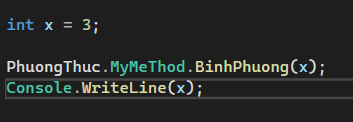 int x = 3;
PhuongThuc.MyMeThod.BinhPhuong(x);
Console.WriteLine(x);